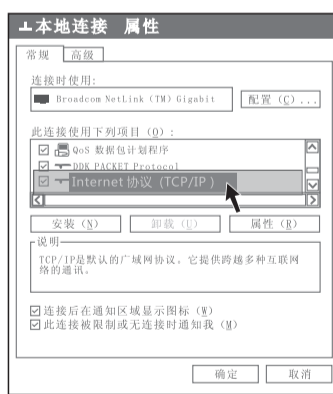 本地连接 属性
常规 高级
连接时使用:
Broadcom NetLink (TM) Gigabit 配置 (C)...
此连接使用下列项目 (O):
QoS 数据包计划程序
DDK PACKET Protocol
Internet 协议 (TCP/IP)
安装 (N) 卸载 (U) 属性 (R)
说明
TCP/IP是默认的广域网协议。它提供跨越多种互联网
络的通讯。
连接后在通知区域显示图标 (W)
此连接被限制或无连接时通知我 (M)
确定 取消